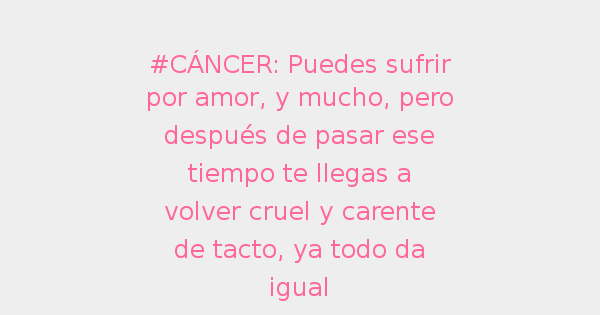 #CÁNCER: Puedes sufrir
por amor, y mucho, pero
después de pasar ese
tiempo te llegas a
volver cruel y carente
de tacto, ya todo da
igual